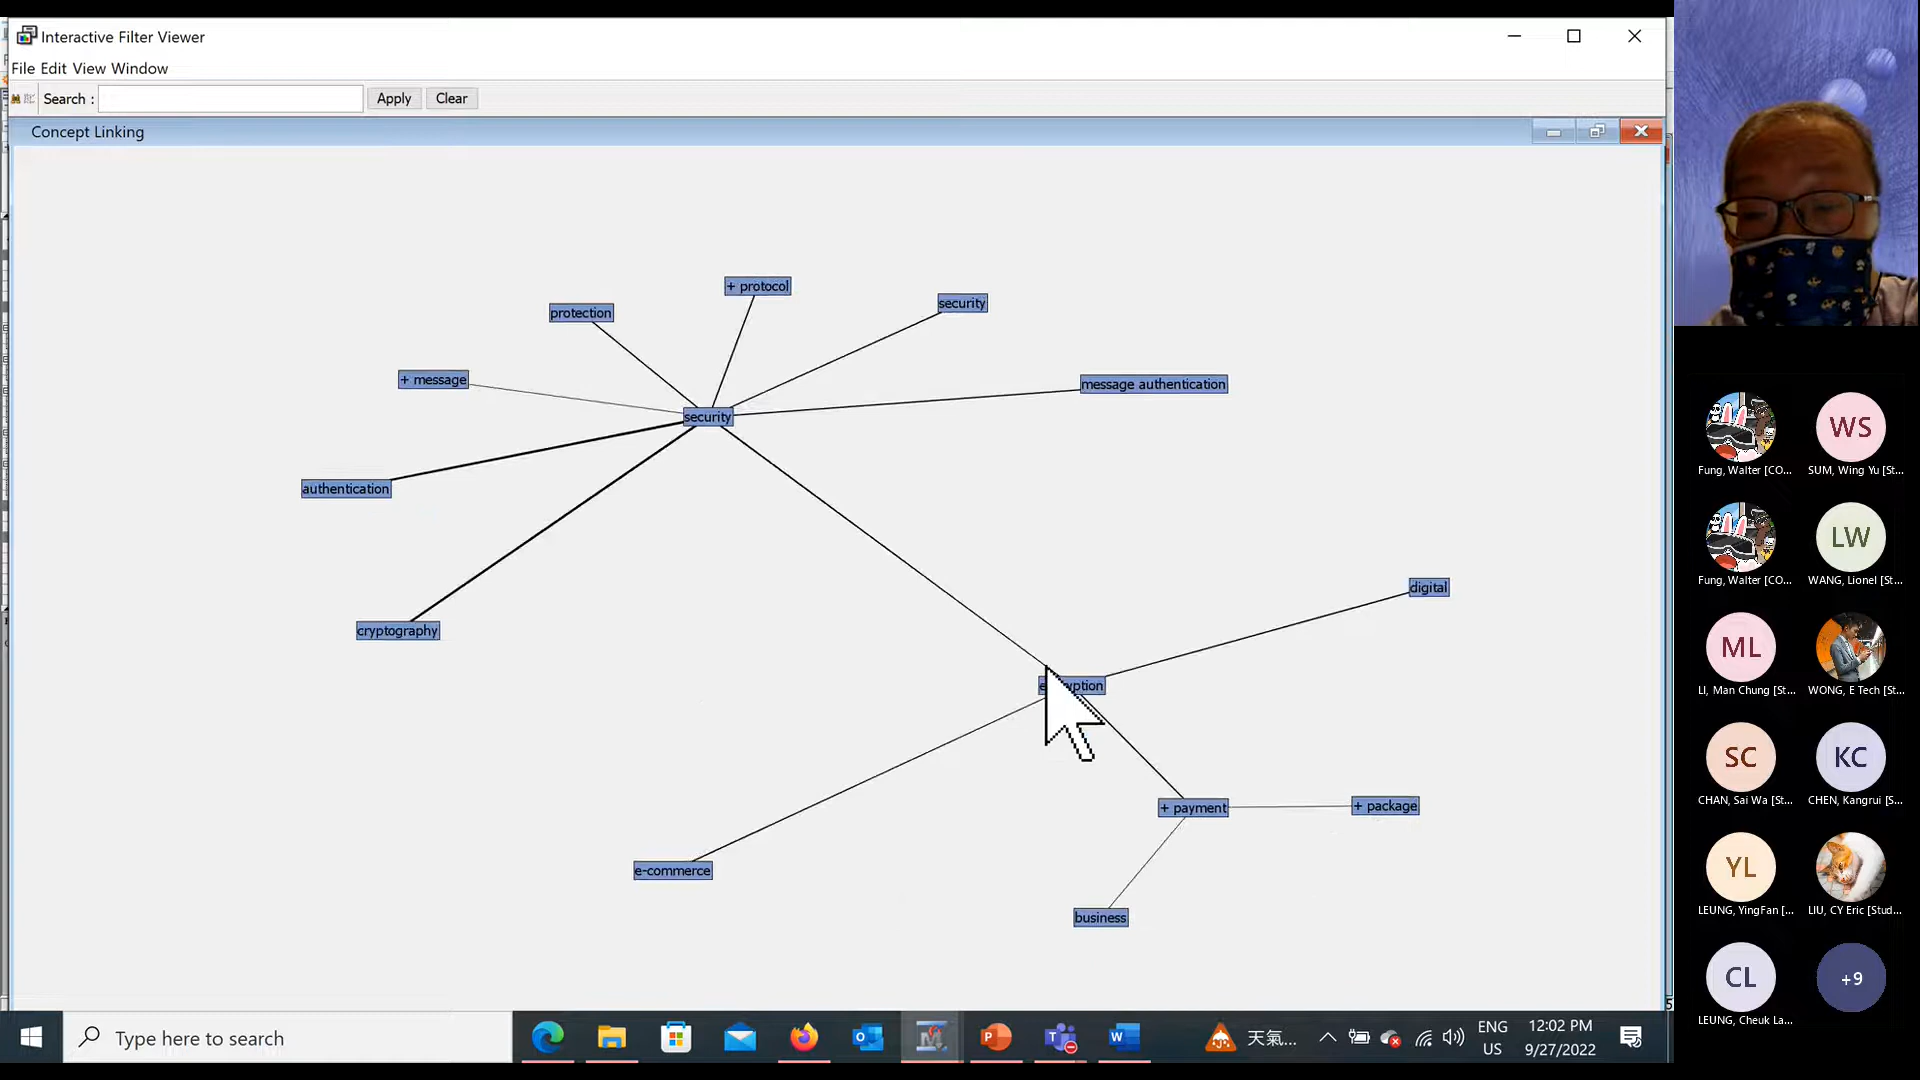 Interactive Filter Viewer
File Edit View Window
Search :
Apply
Clear
Concept Linking
+ protocol
security
protection
+ message
message authentication
security
authentication
digital
cryptography
+ payment
+ package
e-commerce
business
WS
Fung, Walter [CO...
SUM, Wing Yu [St...
LW
Fung, Walter [CO...
WANG, Lionel [St...
ML
LI, Man Chung [St...
WONG, E Tech [St...
SC
KC
CHAN, Sai Wa [St...
CHEN, Kangrui [S...
YL
LEUNG, YingFan [...
LIU, CY Eric [Stud...
CL
+9
LEUNG, Cheuk La...
Type here to search
天氣...
ENG
US
12:02 PM
9/27/2022